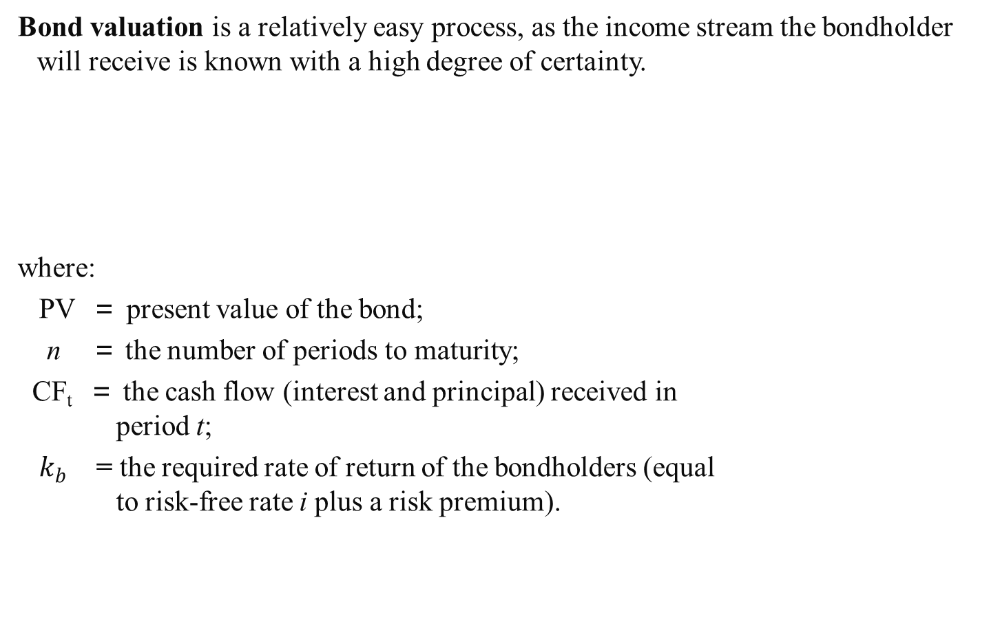 Bond valuation is a relatively easy process, as the income stream the bondholder
will receive is known with a high degree of certainty.
where:
PV = present value of the bond;
n = the number of periods to maturity;
CFt = the cash flow (interest and principal) received in
period t;
kb = the required rate of return of the bondholders (equal
to risk-free rate i plus a risk premium).